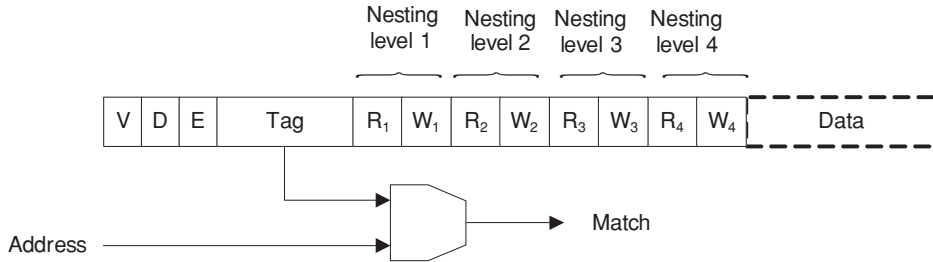 Nesting level 1
Nesting level 2
Nesting level 3
Nesting level 4
V D E Tag R₁ W₁ R₂ W₂ R₃ W₃ R₄ W₄ Data
Match
Address